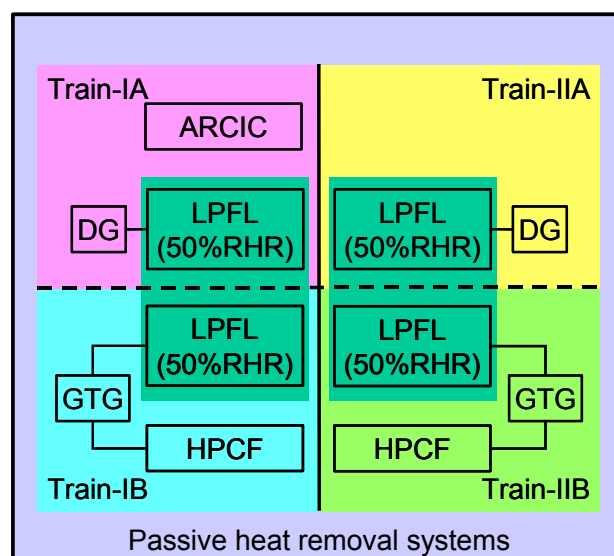 Train-IA
Train-IIA
ARCIC
DG
LPFL
(50%RHR)
LPFL
(50%RHR)
DG
LPFL
(50%RHR)
LPFL
(50%RHR)
GTG
GTG
HPCF
HPCF
Train-IB
Train-IIB
Passive heat removal systems